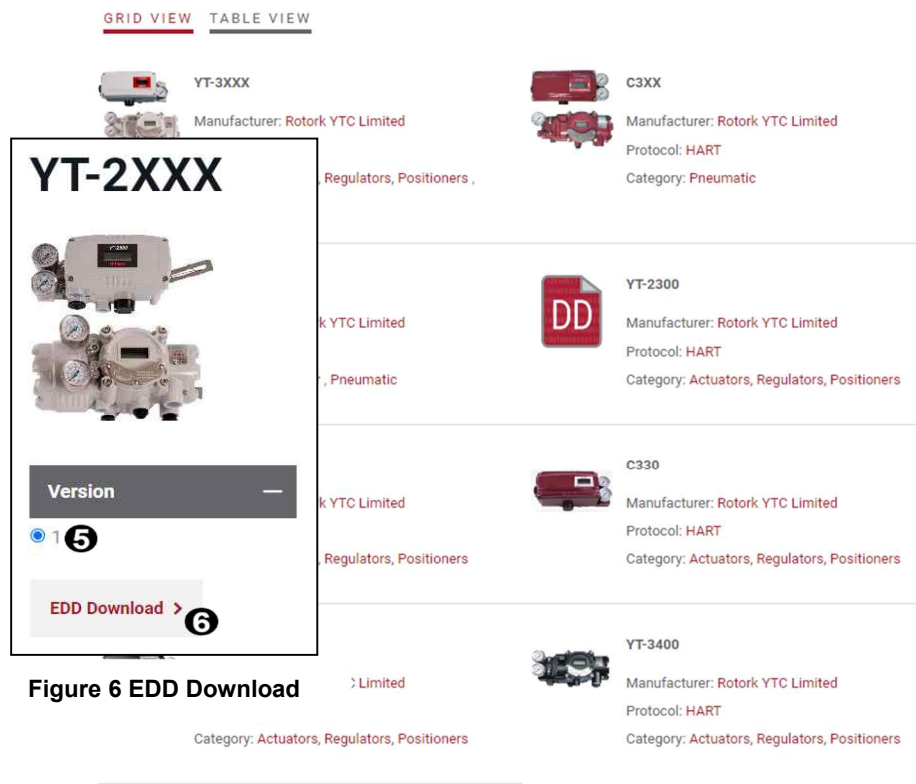 GRID VIEW TABLE VIEW
YT-3XXX
Manufacturer: Rotork YTC Limited
C3XX
Manufacturer: Rotork YTC Limited
Protocol: HART
Category: Pneumatic
, Regulators, Positioners ,
YT-2XXX
YT-2300
k YTC Limited
YT-2300
Manufacturer: Rotork YTC Limited
Protocol: HART
Category: Actuators, Regulators, Positioners
DD
, Pneumatic
Version
1 5
EDD Download > 6
k YTC Limited
, Regulators, Positioners
C330
Manufacturer: Rotork YTC Limited
Protocol: HART
Category: Actuators, Regulators, Positioners
Figure 6 EDD Download
Limited
Category: Actuators, Regulators, Positioners
YT-3400
Manufacturer: Rotork YTC Limited
Protocol: HART
Category: Actuators, Regulators, Positioners